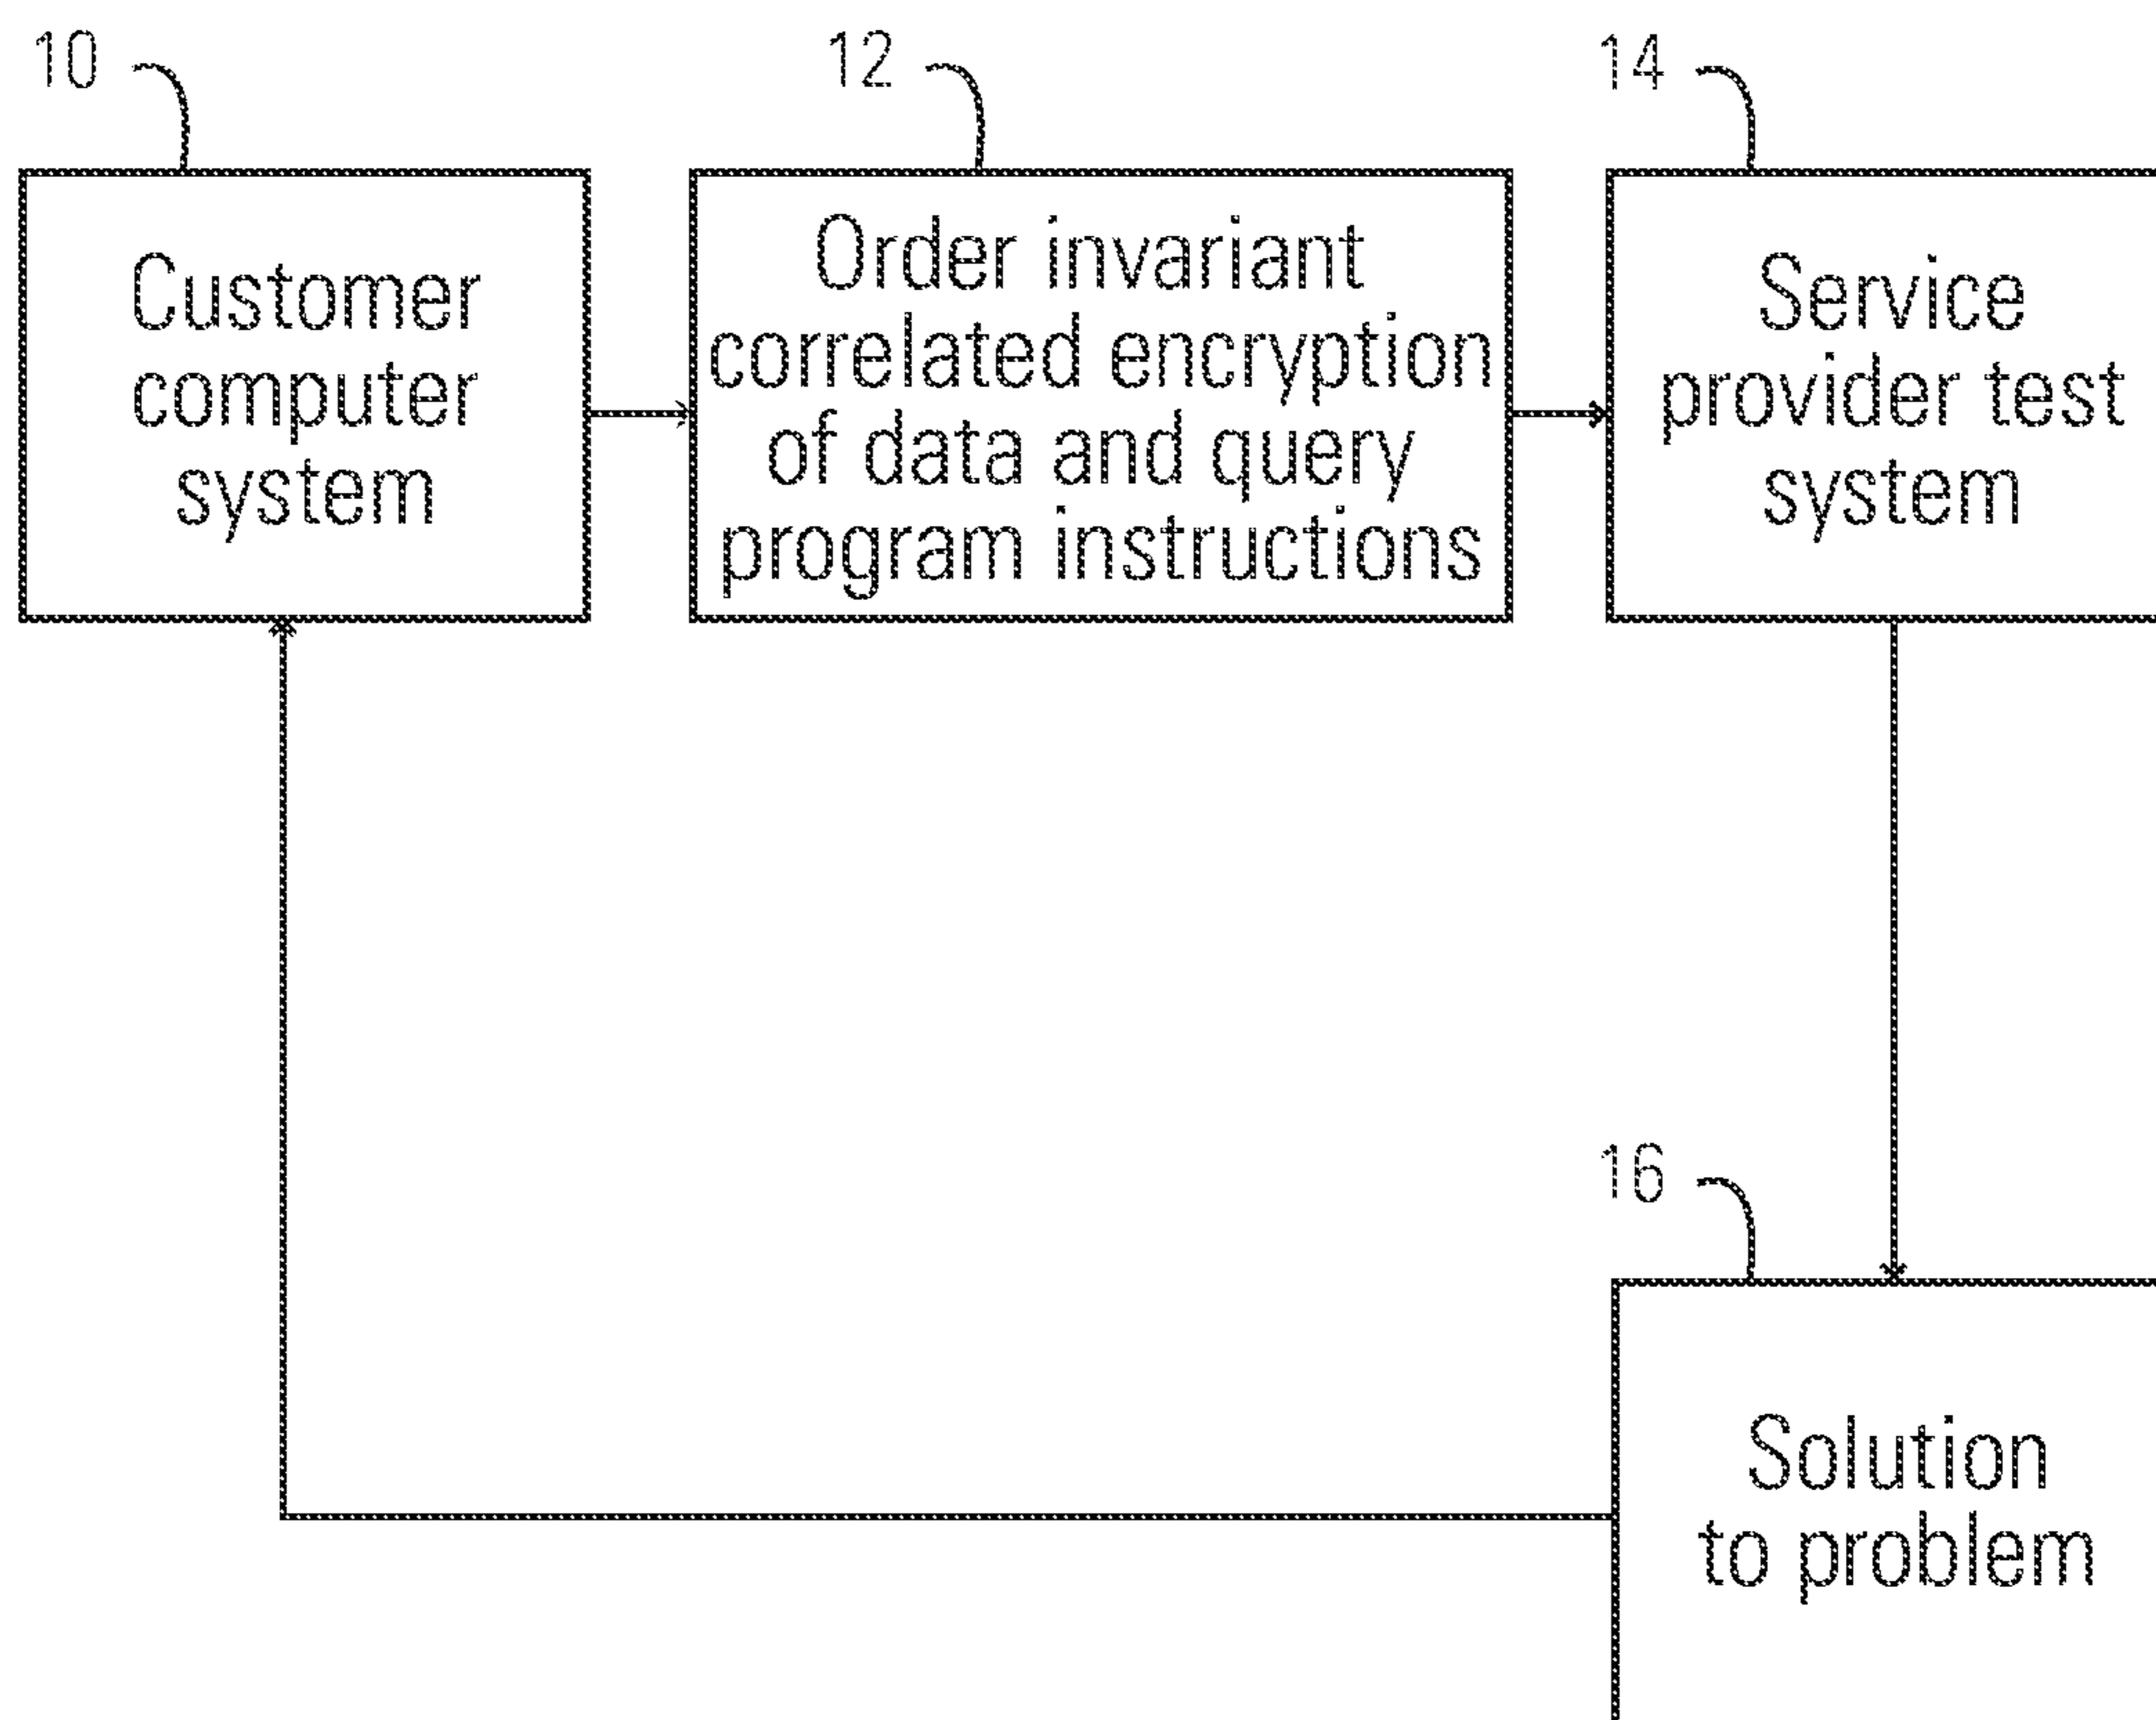 10
12
14
Customer
computer
system
Order invariant
correlated encryption
of data and query
program instructions
Service
provider test
system
16
Solution
to problem